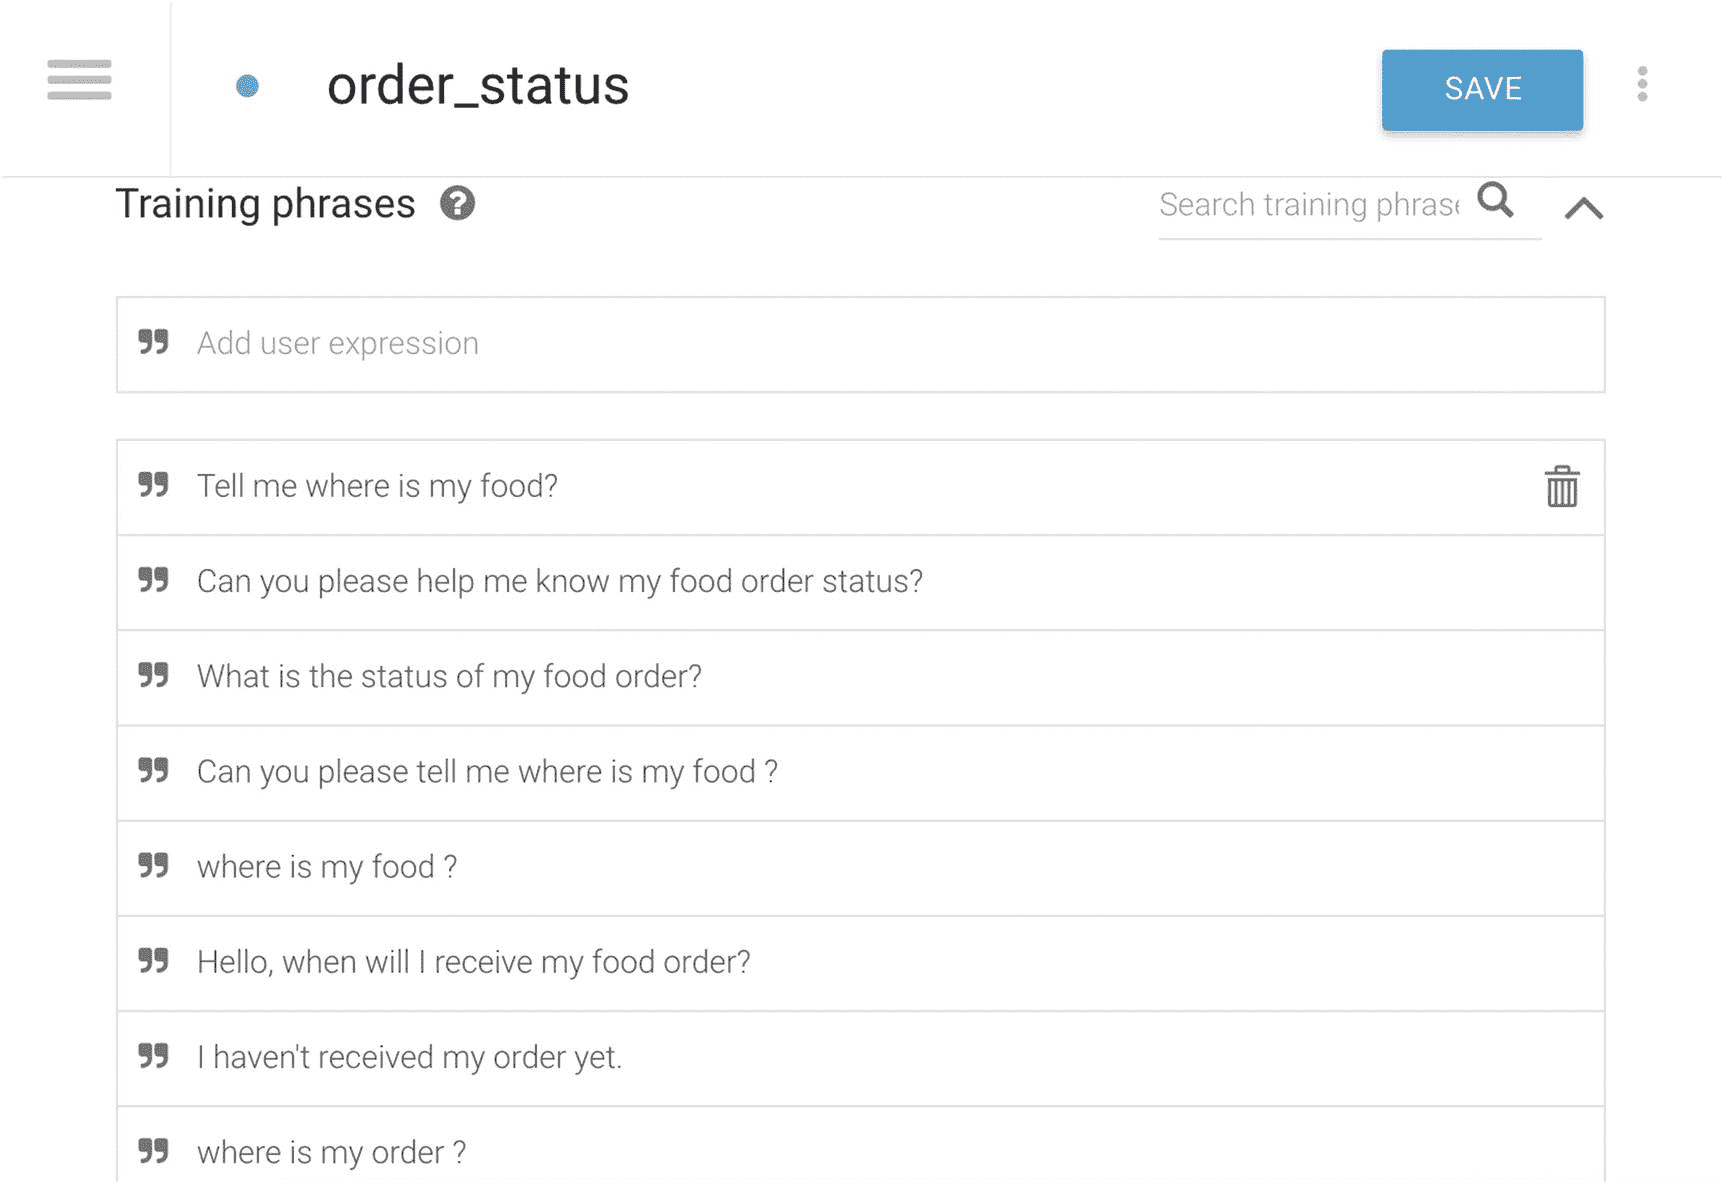 order_status
SAVE
Training phrases
Search training phras
Add user expression
Tell me where is my food?
Can you please help me know my food order status?
What is the status of my food order?
Can you please tell me where is my food ?
where is my food ?
Hello, when will I receive my food order?
I haven't received my order yet.
where is my order ?